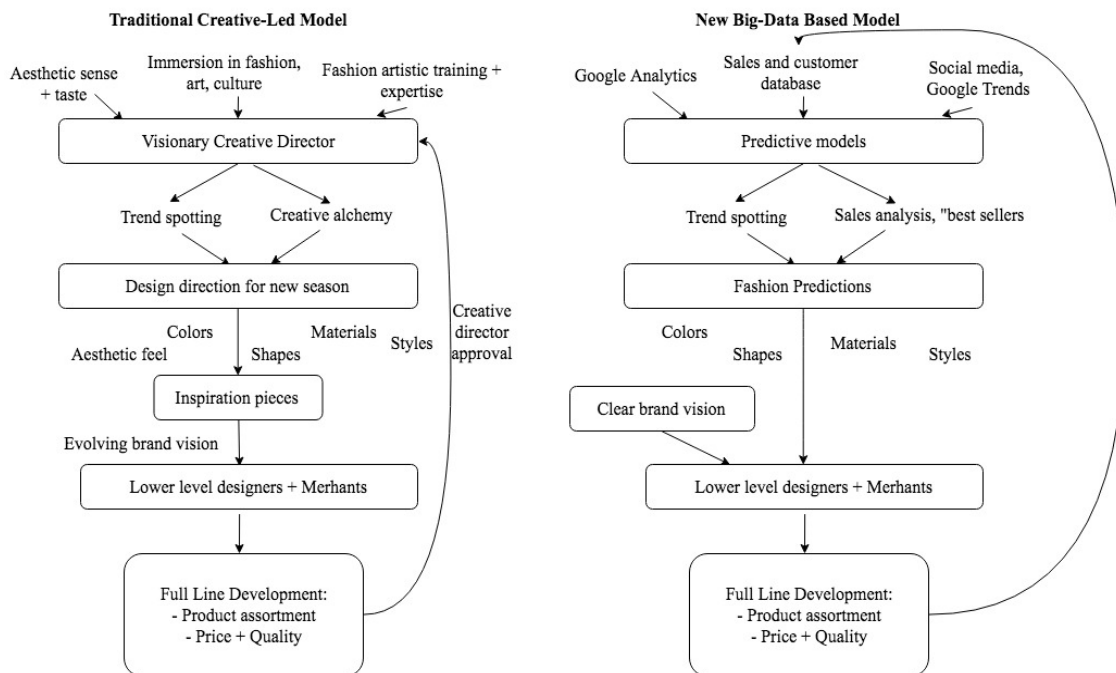 Traditional Creative-Led Model
Aesthetic sense
+ taste
Immersion in fashion,
art, culture
Fashion artistic training +
expertise
Visionary Creative Director
Trend spotting
Creative alchemy
Design direction for new season
Colors
Materials
Aesthetic feel
Shapes
Styles
Creative
director
approval
Inspiration pieces
Evolving brand vision
Lower level designers + Merhants
Full Line Development:
- Product assortment
- Price + Quality
New Big-Data Based Model
Google Analytics
Sales and customer
database
Social media,
Google Trends
Predictive models
Trend spotting
Sales analysis, "best sellers
Fashion Predictions
Colors
Materials
Shapes
Styles
Clear brand vision
Lower level designers + Merhants
Full Line Development:
- Product assortment
- Price + Quality